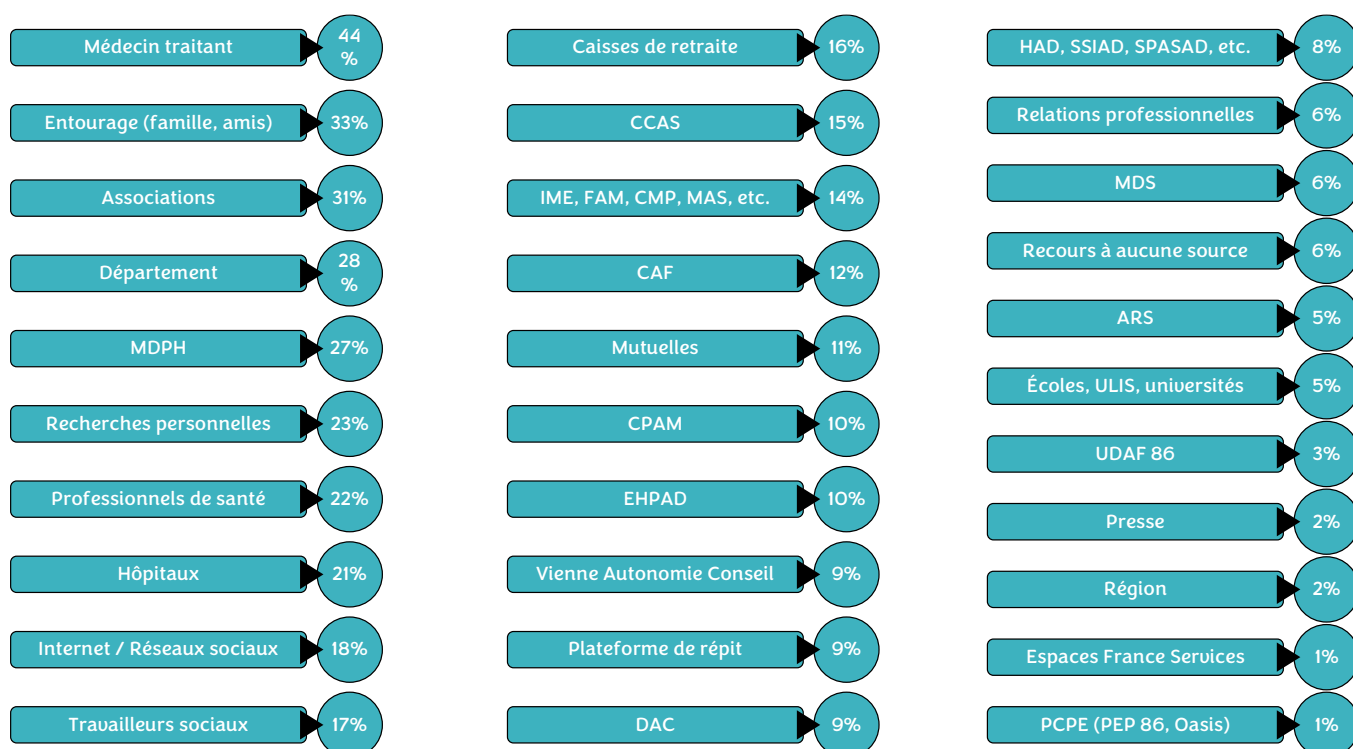 Médecin traitant
44
%
Entourage (famille, amis)
33%
Associations
31%
Département
28
%
MDPH
27%
Recherches personnelles
23%
Professionnels de santé
22%
Hôpitaux
21%
Internet / Réseaux sociaux
18%
Travailleurs sociaux
17%
Caisses de retraite
16%
CCAS
15%
IME, FAM, CMP, MAS, etc.
14%
CAF
12%
Mutuelles
11%
CPAM
10%
EHPAD
10%
Vienne Autonomie Conseil
9%
Plateforme de répit
9%
DAC
9%
HAD, SSIAD, SPASAD, etc.
8%
Relations professionnelles
6%
MDS
6%
Recours à aucune source
6%
ARS
5%
Écoles, ULIS, universités
5%
UDAF 86
3%
Presse
2%
Région
2%
Espaces France Services
1%
PCPE (PEP 86, Oasis)
1%